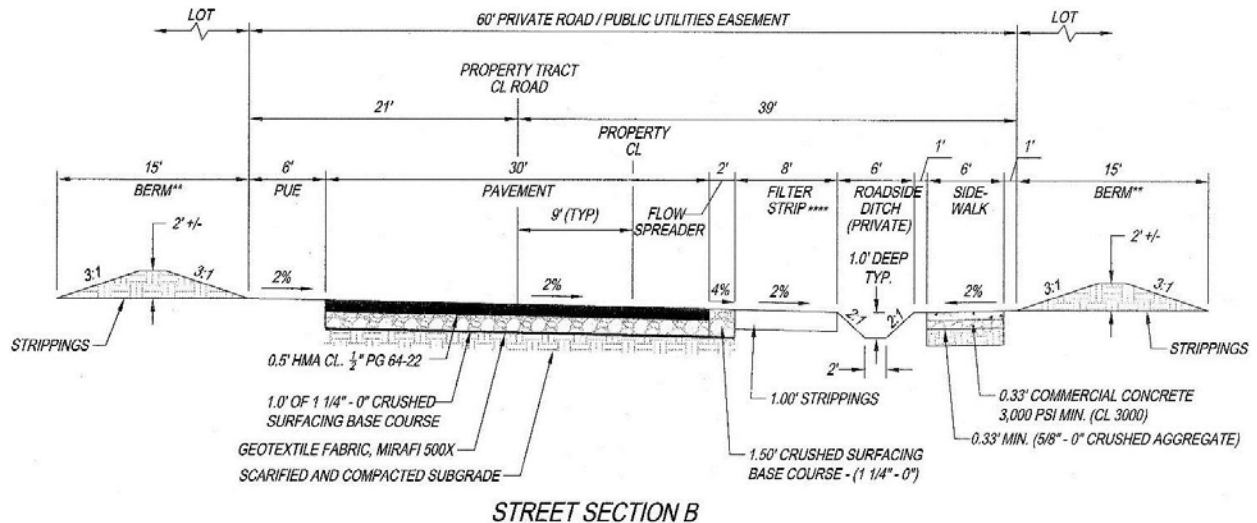 LOT
60' PRIVATE ROAD / PUBLIC UTILITIES EASEMENT
LOT
PROPERTY TRACT
CL ROAD
21'
39'
PROPERTY
CL
15'
BERM**
6'
PUE
30'
PAVEMENT
2'
FLOW
SPREADER
8'
FILTER
STRIP ****
6'
ROADSIDE
DITCH
(PRIVATE)
1'
6'
SIDE-
WALK
1'
15'
BERM**
9' (TYP)
2' +/-
3:1
3:1
2%
2%
4%
2%
1.0' DEEP
TYP.
2:1
2:1
2%
2' +/-
3:1
3:1
STRIPPINGS
0.5' HMA CL. ½" PG 64-22
1.0' OF 1 1/4" - 0" CRUSHED
SURFACING BASE COURSE
GEOTEXTILE FABRIC, MIRAFI 500X
SCARIFIED AND COMPACTED SUBGRADE
2'
1.00' STRIPPINGS
1.50' CRUSHED SURFACING
BASE COURSE - (1 1/4" - 0")
STRIPPINGS
0.33' COMMERCIAL CONCRETE
3,000 PSI MIN. (CL 3000)
0.33' MIN. (5/8" - 0" CRUSHED AGGREGATE)
STREET SECTION B